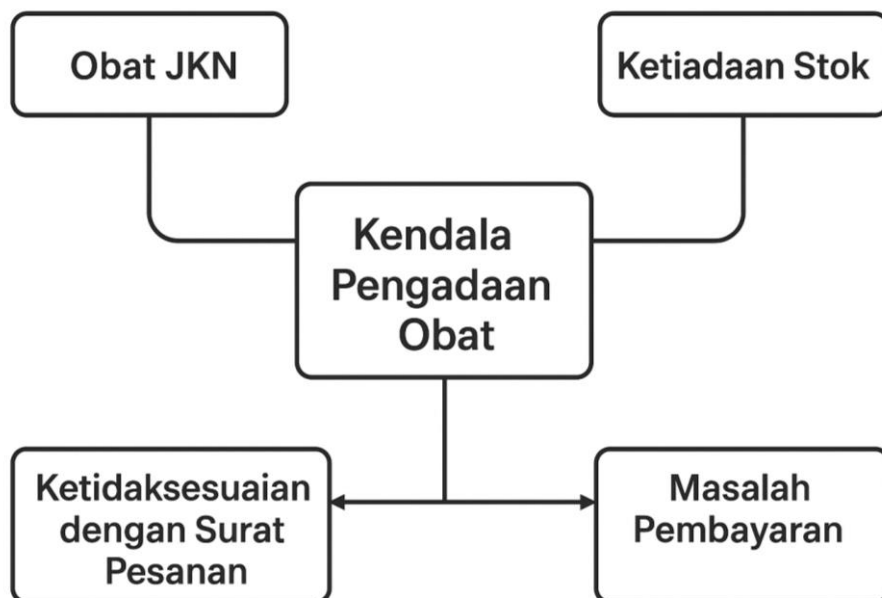 Obat JKN
Ketiadaan Stok
Kendala
Pengadaan
Obat
Ketidaksesuaian
dengan Surat
Pesanan
Masalah
Pembayaran